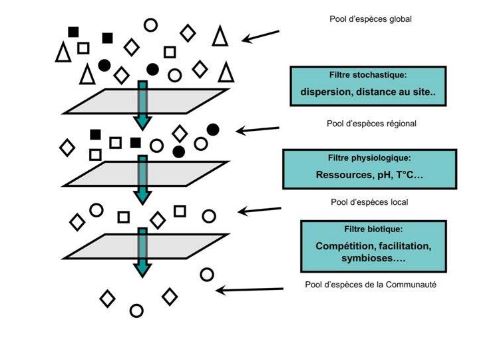 Pool d'espèces global
Filtre stochastique:
dispersion, distance au site..
Pool d'espèces régional
Filtre physiologique:
Ressources, pH, T°C...
Pool d'espèces local
Filtre biotique:
Compétition, facilitation,
symbioses....
Pool d'espèces de la Communauté